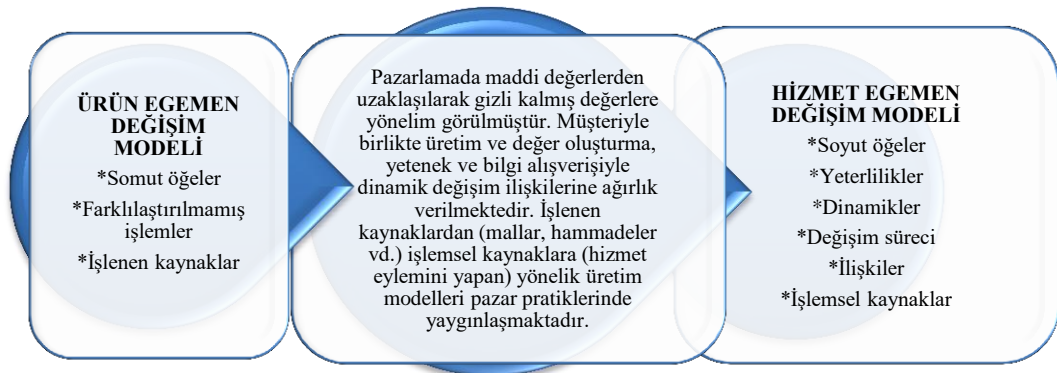 ÜRÜN EGEMEN
DEĞİŞİM
MODELİ
*Somut öğeler
*Farklılaştırılmamış
işlemler
*İşlenen kaynaklar
Pazarlamada maddi değerlerden
uzaklaşılarak gizli kalmış değerlere
yönelim görülmüştür. Müşteriyle
birlikte üretim ve değer oluşturma,
yetenek ve bilgi alışverişiyle
dinamik değişim ilişkilerine ağırlık
verilmektedir. İşlenen
kaynaklardan (mallar, hammadeler
vd.) işlemsel kaynaklara (hizmet
eylemini yapan) yönelik üretim
modelleri pazar pratiklerinde
yaygınlaşmaktadır.
HİZMET EGEMEN
DEĞİŞİM MODELİ
*Soyut öğeler
*Yeterlilikler
*Dinamikler
*Değişim süreci
*İlişkiler
*İşlemsel kaynaklar